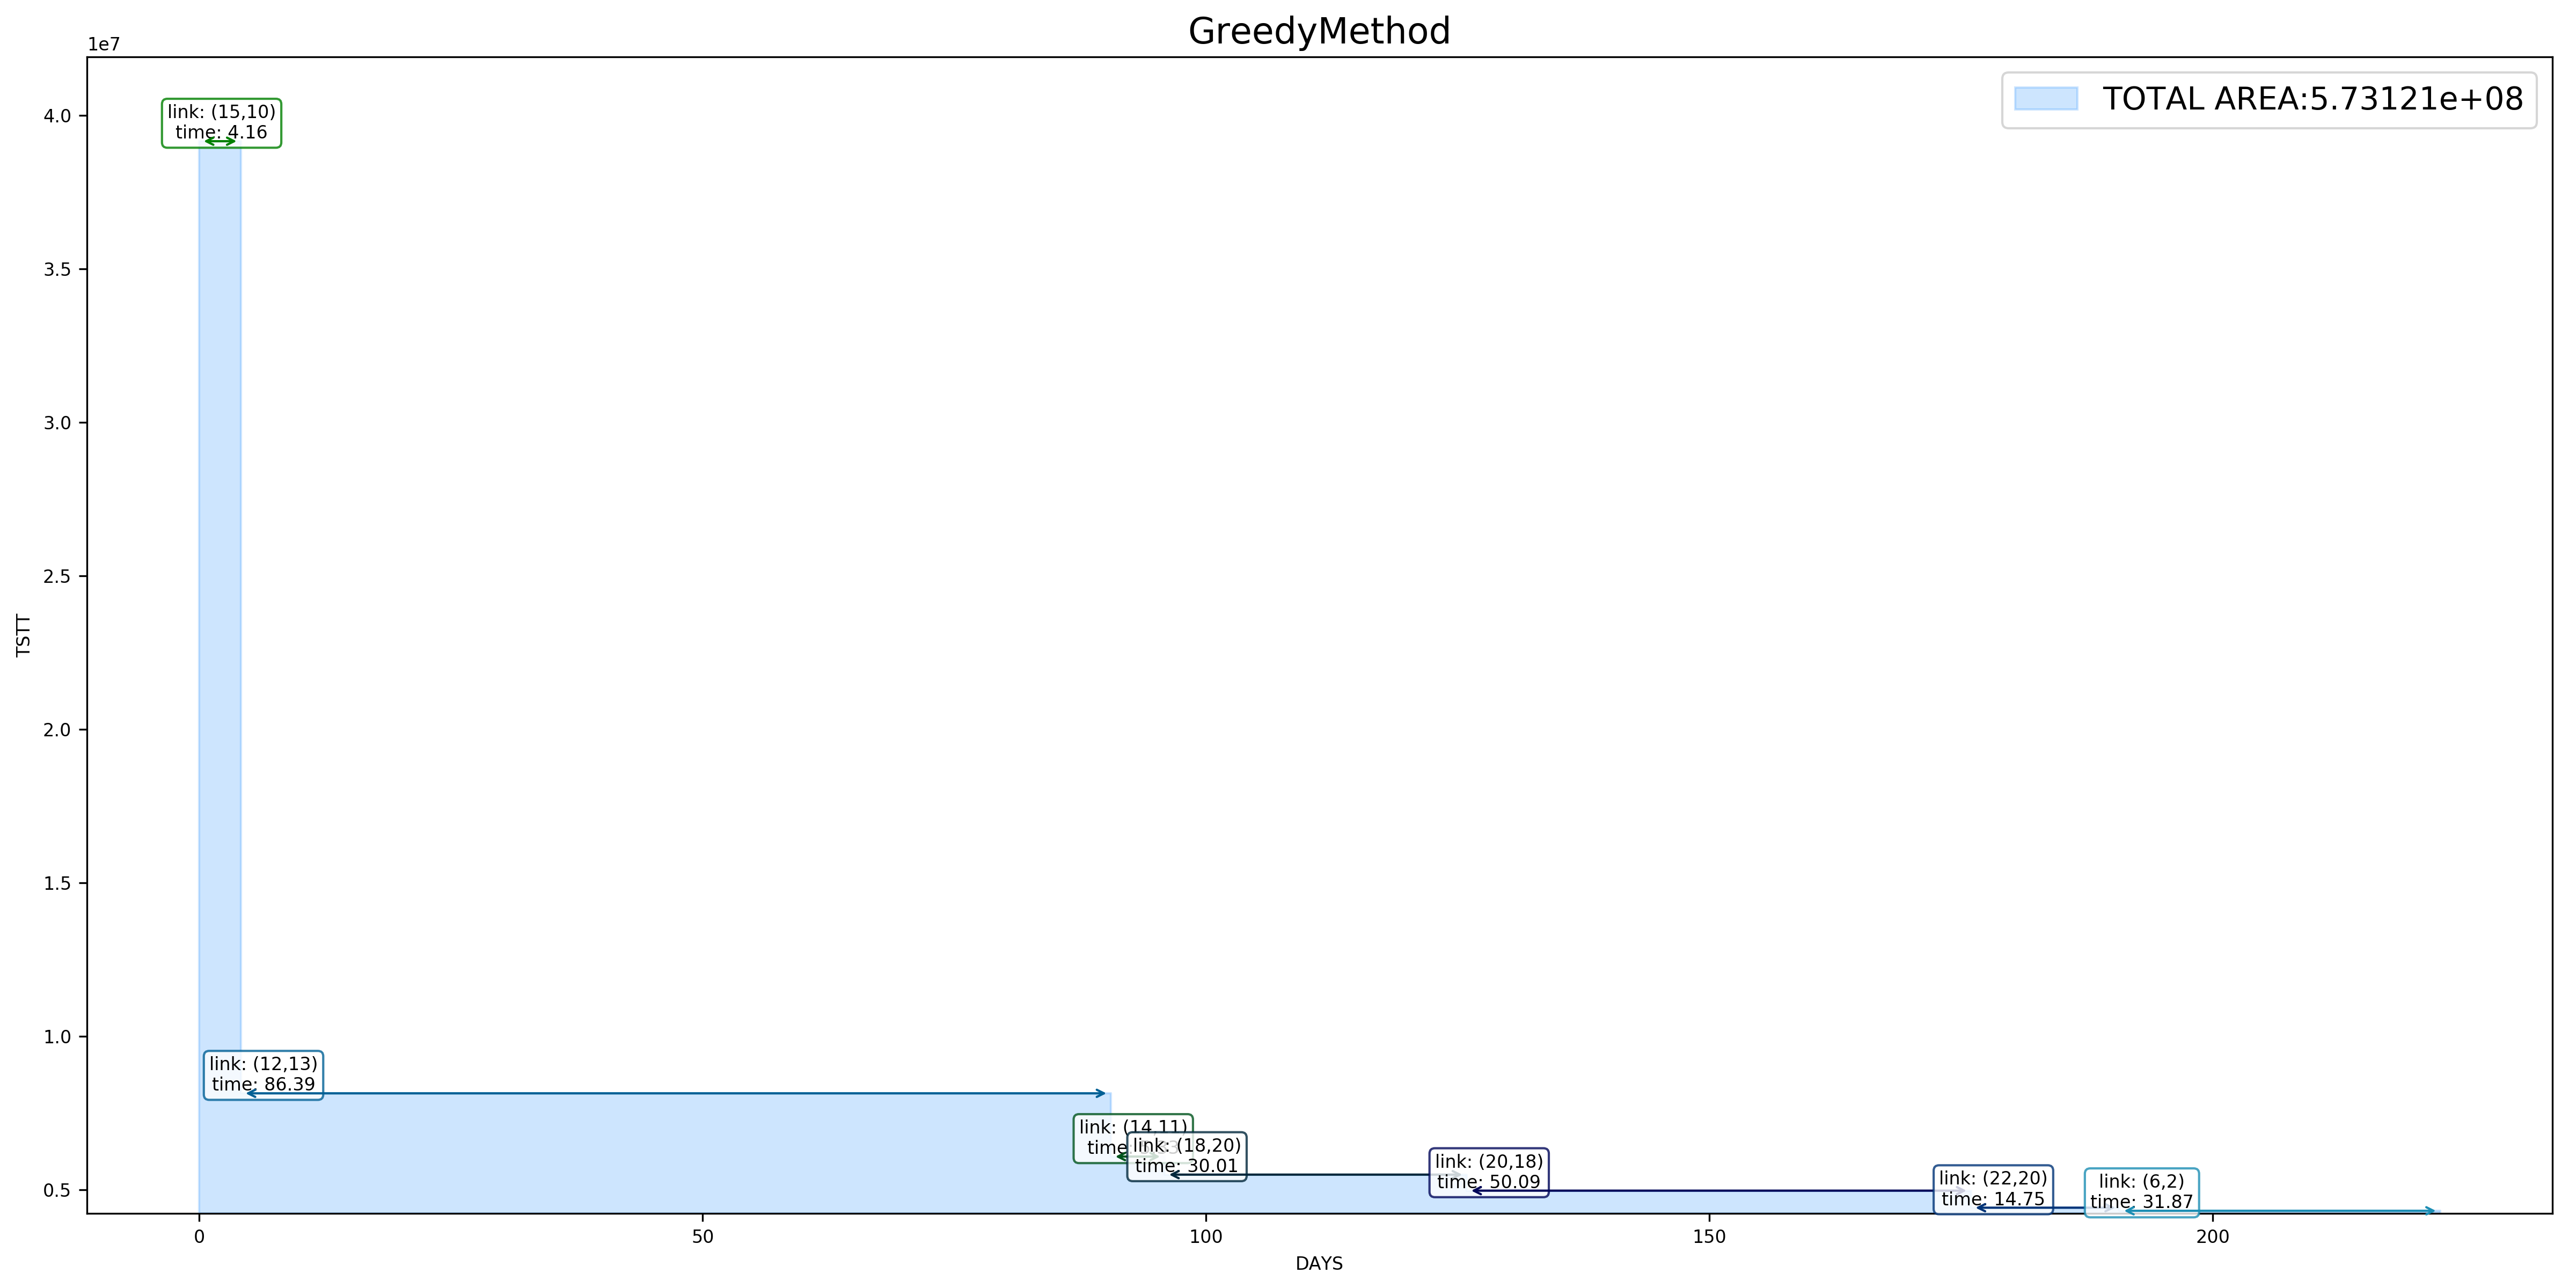 GreedyMethod
1e7
TOTAL AREA:5.73121e+08
4.0
3.5
3.0
2.5
2.0
1.5
1.0
0.5
TSTT
link: (15,10)
time: 4.16
link: (12,13)
time: 86.39
link: (14,11)
time
link: (18,20)
time: 30.01
link: (20,18)
time: 50.09
link: (22,20)
time: 14.75
link: (6,2)
time: 31.87
0
50
100
150
200
DAYS